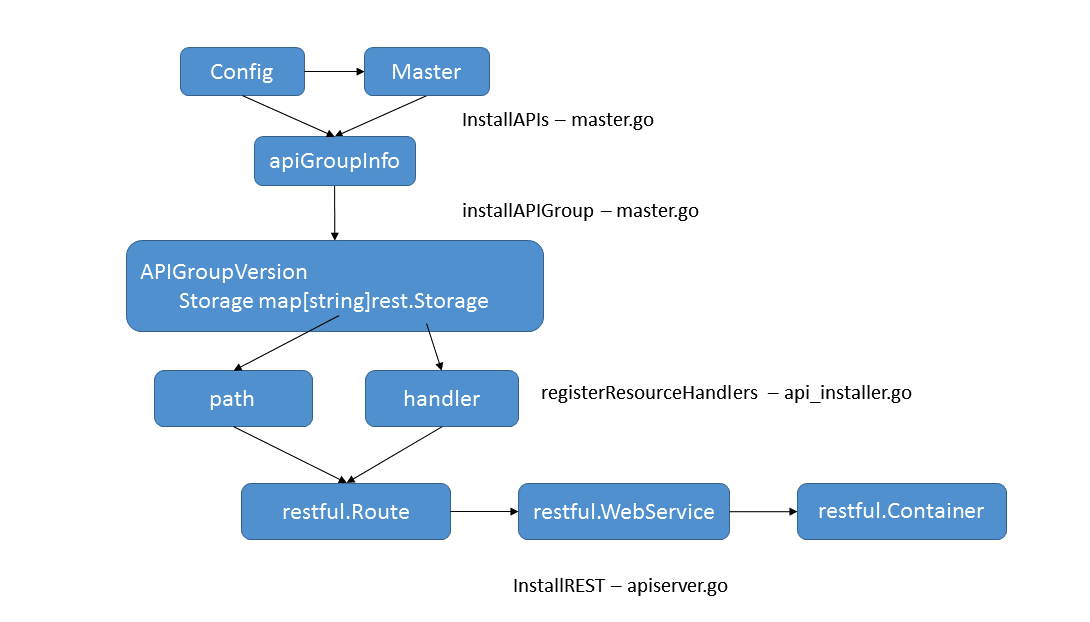 Config
Master
InstallAPIs – master.go
apiGroupInfo
installAPIGroup – master.go
APIGroupVersion
Storage map[string]rest.Storage
path
handler
registerResourceHandlers – api_installer.go
restful.Route
restful.WebService
restful.Container
InstallREST – apiserver.go